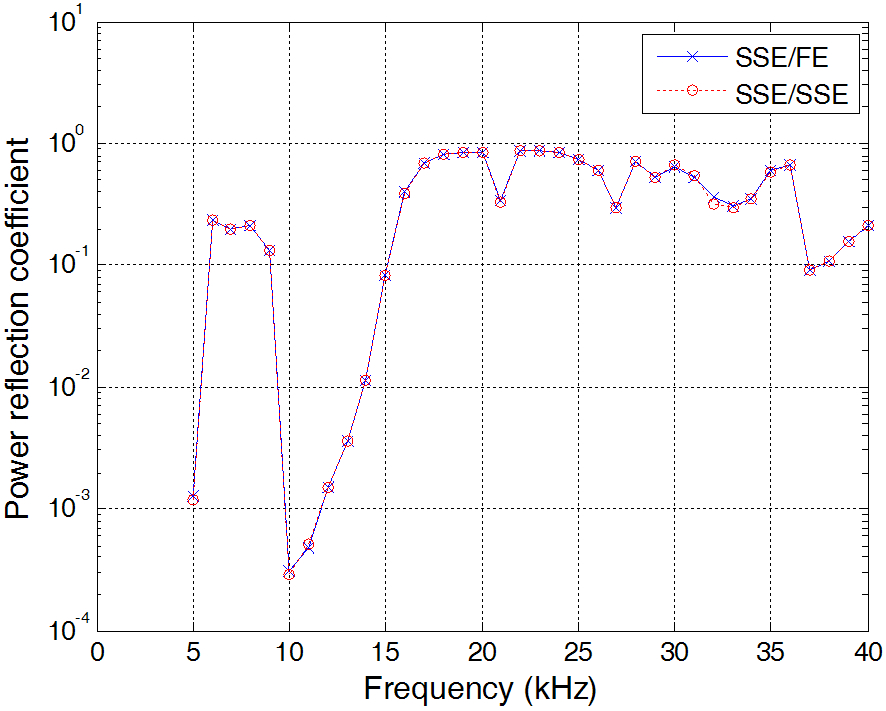 10^1
10^0
10^-1
10^-2
10^-3
10^-4
Power reflection coefficient
SSE/FE
SSE/SSE
0 5 10 15 20 25 30 35 40
Frequency (kHz)